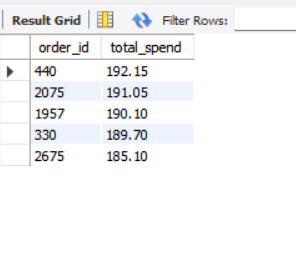 Result Grid Filter Rows:
order_id total_spend
440 192.15
2075 191.05
1957 190.10
330 189.70
2675 185.10